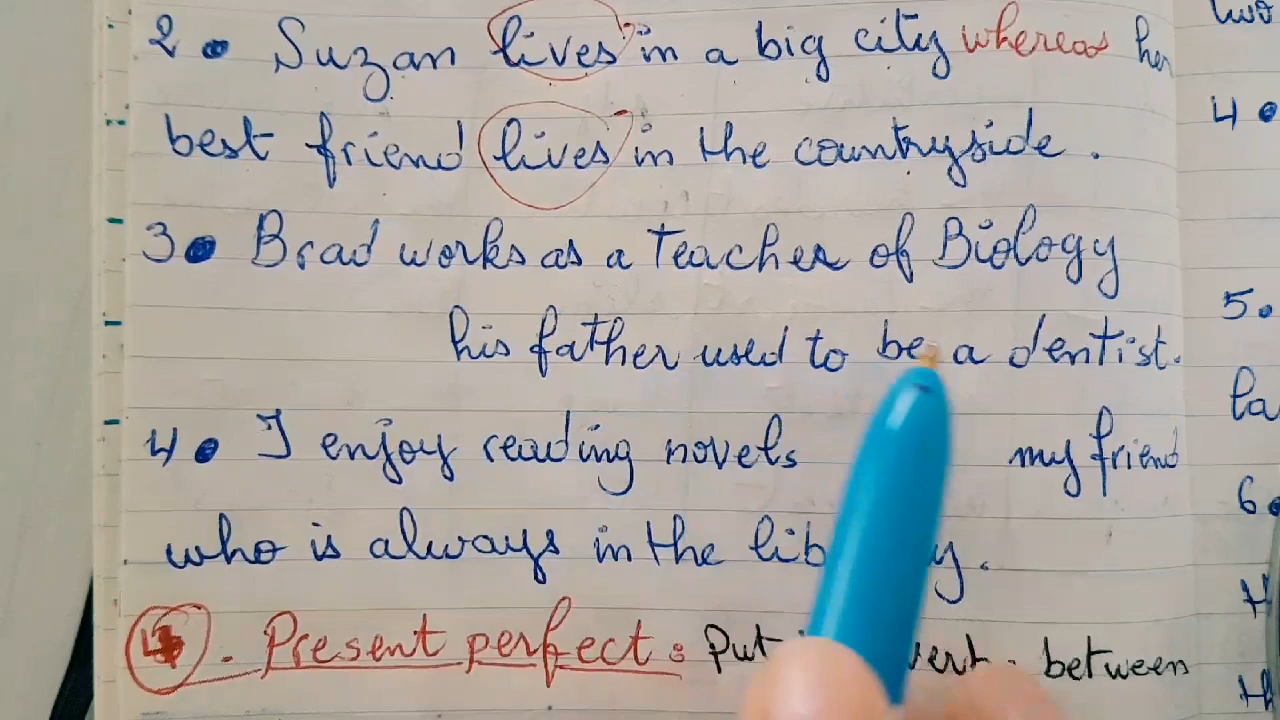 2. Suzan lives in a big city whereas her
best friend lives in the countryside.
3. Brad works as a teacher of Biology
his father used to be a dentist.
4. I enjoy reading novels my friend
who is always in the
4. Present perfect: Put between
two
4.
5.
la
6.